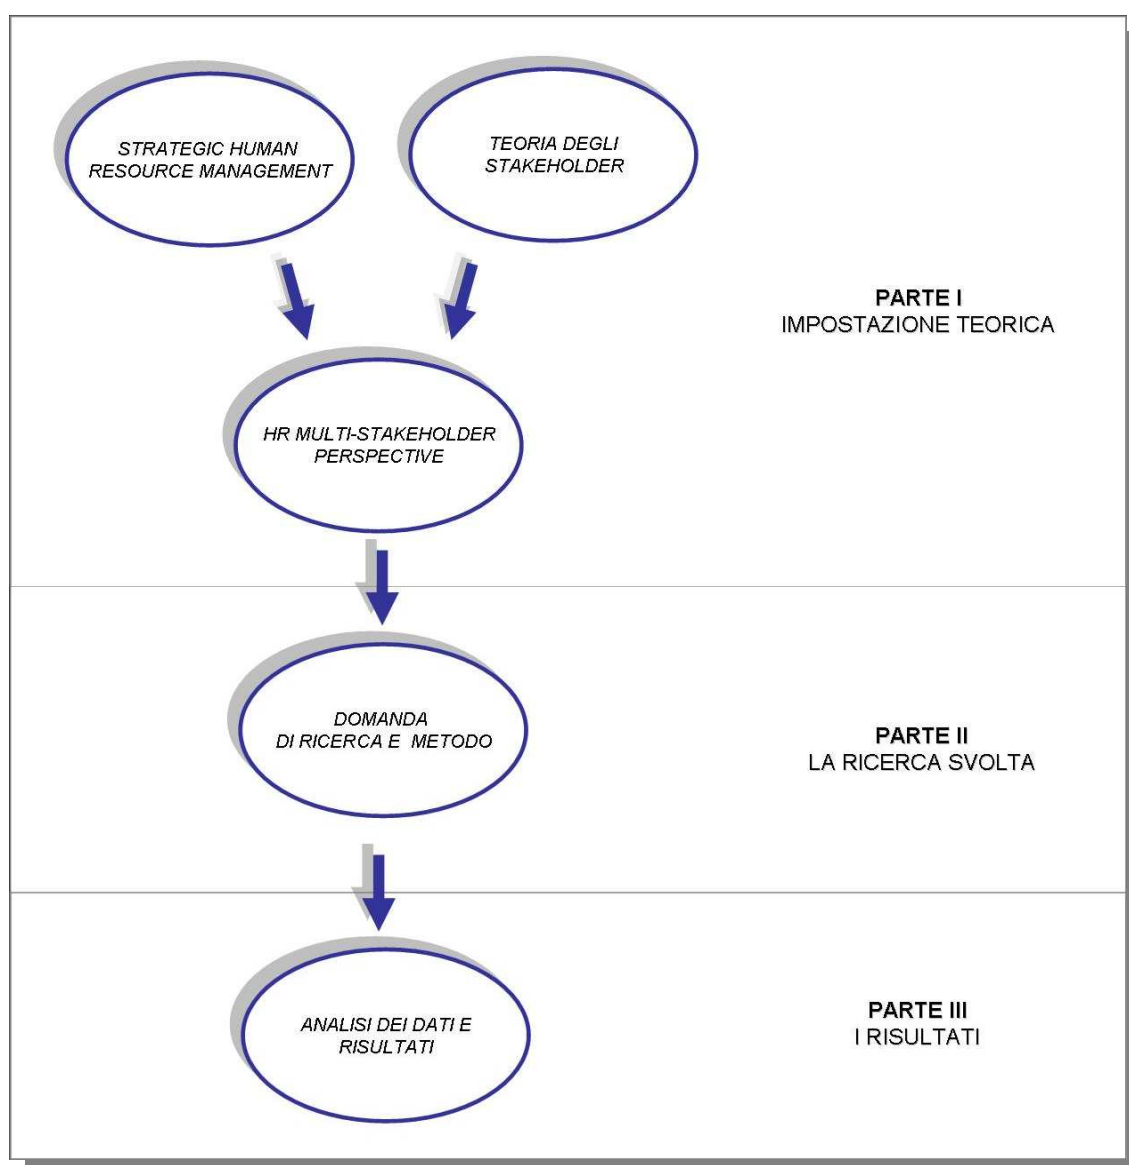 STRATEGIC HUMAN
RESOURCE MANAGEMENT
TEORIA DEGLI
STAKEHOLDER
PARTE I
IMPOSTAZIONE TEORICA
HR MULTI-STAKEHOLDER
PERSPECTIVE
DOMANDA
DI RICERCA E METODO
PARTE II
LA RICERCA SVOLTA
ANALISI DEI DATI E
RISULTATI
PARTE III
I RISULTATI